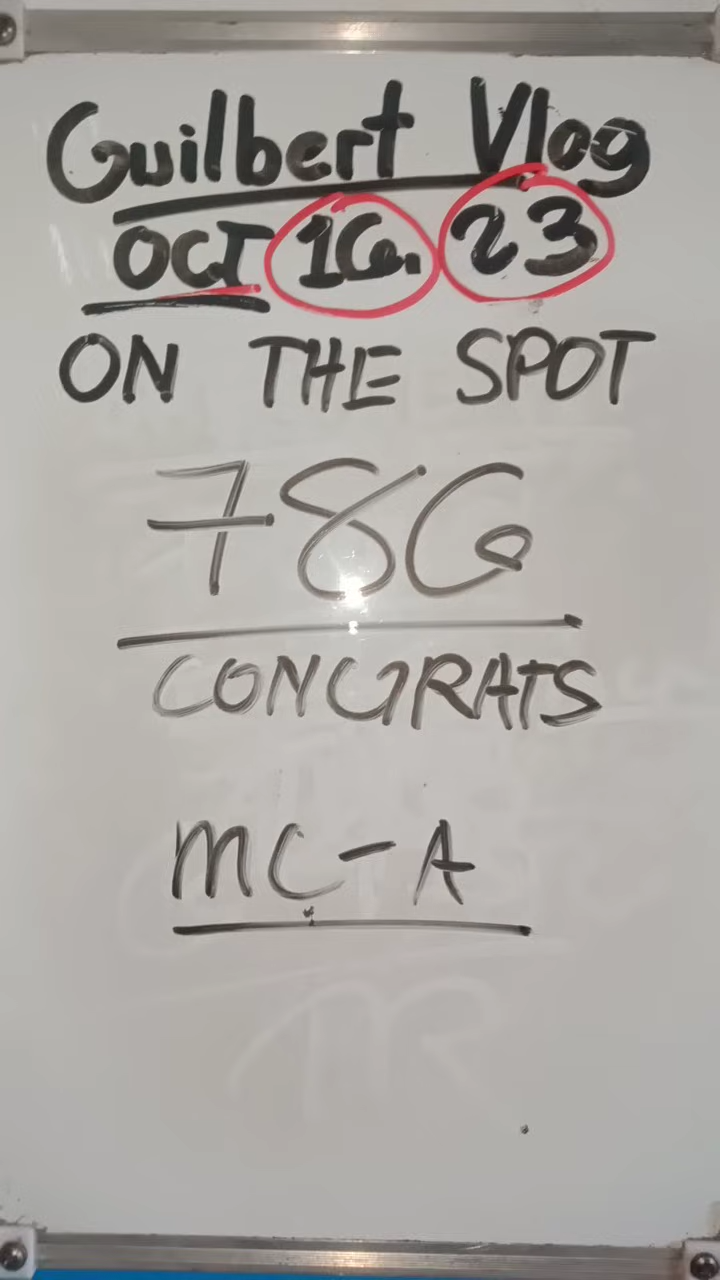 Guilbert Vlog
OCT 16. 23
ON THE SPOT
786
CONGRATS
MC-A